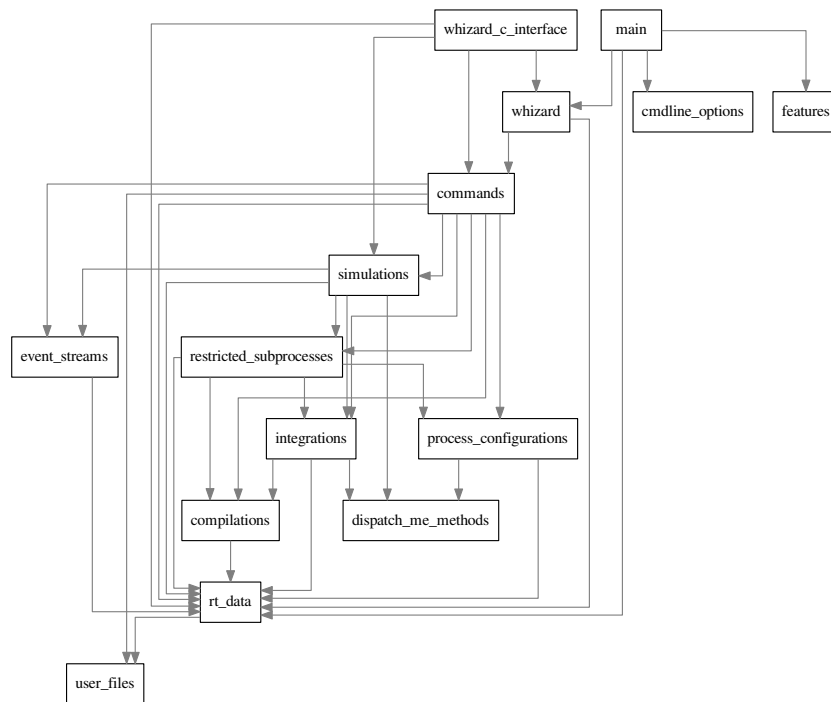 whizard_c_interface
main
whizard
cmdline_options
features
commands
simulations
event_streams
restricted_subprocesses
integrations
process_configurations
compilations
dispatch_me_methods
rt_data
user_files